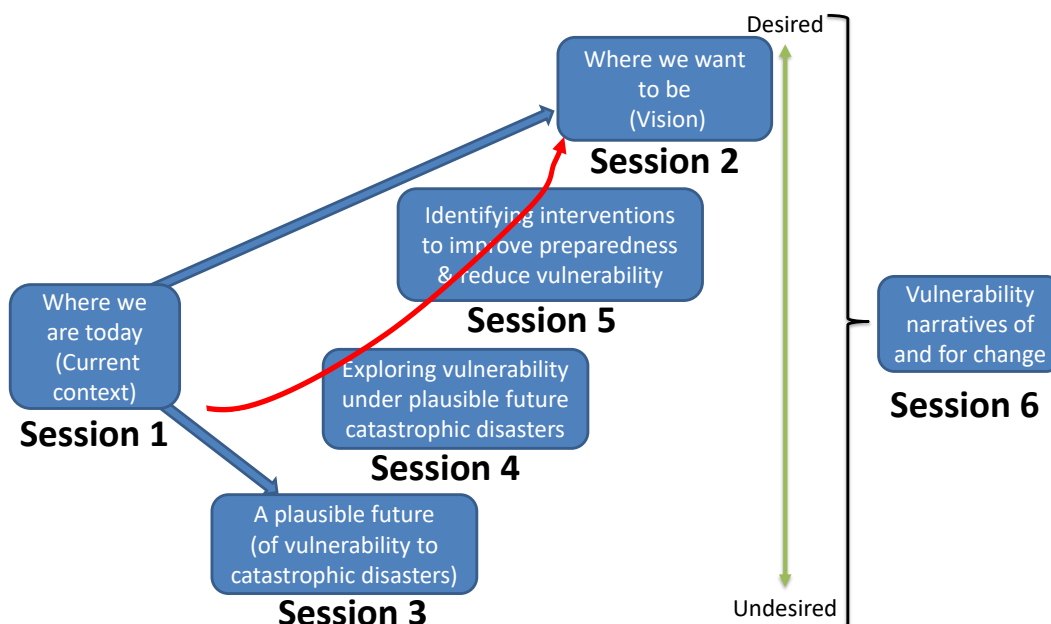 Desired
Where we want
to be
(Vision)
Session 2
Identifying interventions
to improve preparedness
& reduce vulnerability
Session 5
Where we
are today
(Current
context)
Session 1
Exploring vulnerability
under plausible future
catastrophic disasters
Session 4
A plausible future
(of vulnerability to
catastrophic disasters)
Session 3
Undesired
Vulnerability
narratives of
and for change
Session 6